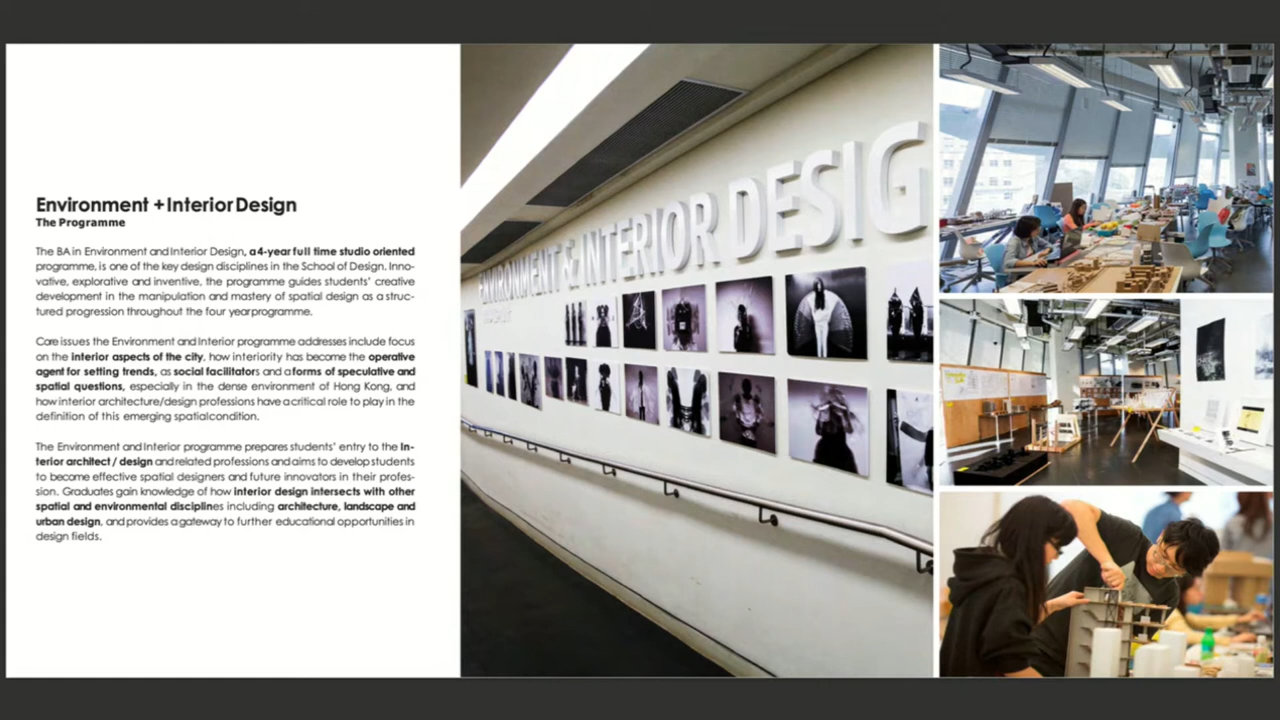 Environment + Interior Design
The Programme
The BA in Environment and Interior Design, a 4-year full time studio oriented
programme, is one of the key design disciplines in the School of Design. Inno-
vative, explorative and inventive, the programme guides students' creative
development in the manipulation and mastery of spatial design as a struc-
tured progression throughout the four year programme.
Core issues the Environment and Interior programme addresses include focus
on the interior aspects of the city, how interiority has become the operative
agent for setting trends, as social facilitators and a forms of speculative and
spatial questions, especially in the dense environment of Hong Kong, and
how interior architecture/design professions have a critical role to play in the
definition of this emerging spatial condition.
The Environment and Interior programme prepares students' entry to the in-
terior architect / design and related professions and aims to develop students
to become effective spatial designers and future innovators in their profes-
sion. Graduates gain knowledge of how interior design intersects with other
spatial and environmental disciplines including architecture, landscape and
urban design, and provides a gateway to further educational opportunities in
design fields.
ENVIRONMENT & INTERIOR DESIG